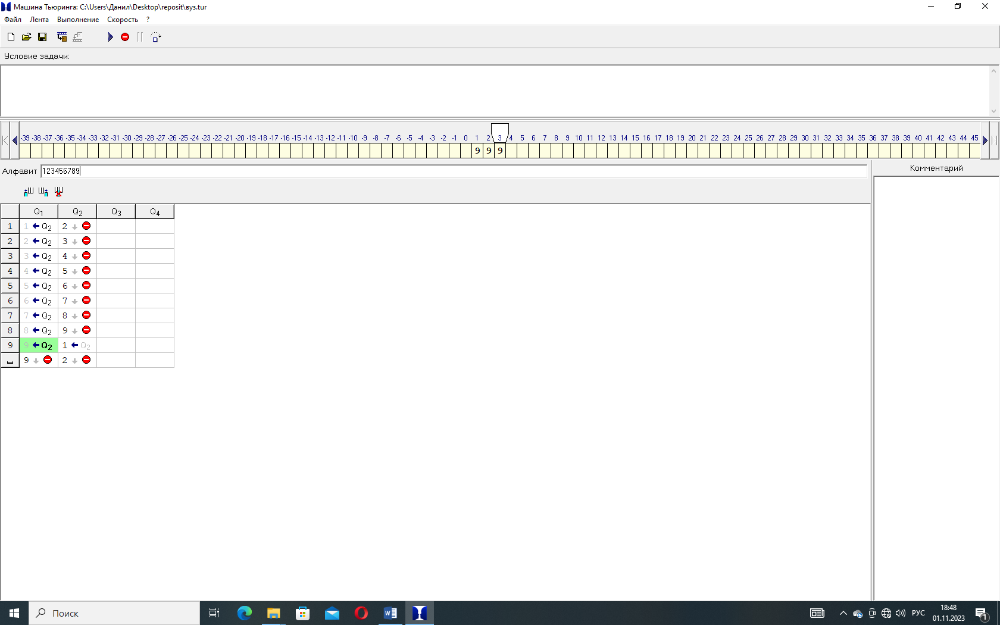 Машина Тьюринга: C:\Users\Данил\Desktop\reposit\вуз.tur
Файл Лента Выполнение Скорость ?
Условие задачи:
-39 -38 -37 -36 -35 -34 -33 -32 -31 -30 -29 -28 -27 -26 -25 -24 -23 -22 -21 -20 -19 -18 -17 -16 -15 -14 -13 -12 -11 -10 -9 -8 -7 -6 -5 -4 -3 -2 -1 0 1 2 3 4 5 6 7 8 9 10 11 12 13 14 15 16 17 18 19 20 21 22 23 24 25 26 27 28 29 30 31 32 33 34 35 36 37 38 39 40 41 42 43 44 45
9 9 9
Алфавит 123456789
Комментарий
Q1 Q2 Q3 Q4
1 1 ← Q2 2 ↓
2 2 ← Q2 3 ↓
3 3 ← Q2 4 ↓
4 4 ← Q2 5 ↓
5 5 ← Q2 6 ↓
6 6 ← Q2 7 ↓
7 7 ← Q2 8 ↓
8 8 ← Q2 9 ↓
9 9 ← Q2 1 ← Q2
␣ 9 ↓ 2 ↓
Поиск
РУС
18:48
01.11.2023
1